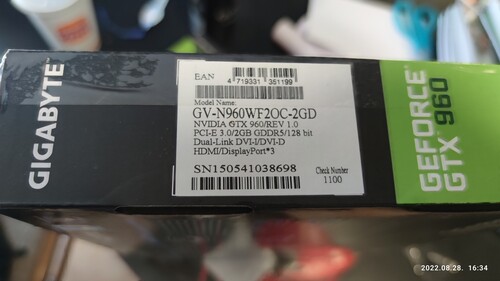 GIGABYTE™
EAN
4 719331 351199
Model Name:
GV-N960WF2OC-2GD
NVIDIA GTX 960/REV 1.0
PCI-E 3.0/2GB GDDR5/128 bit
Dual-Link DVI-I/DVI-D
HDMI/DisplayPort*3
SN150541038698
Check Number
1100
GEFORCE®
GTX 960
2022.08.28. 16:34